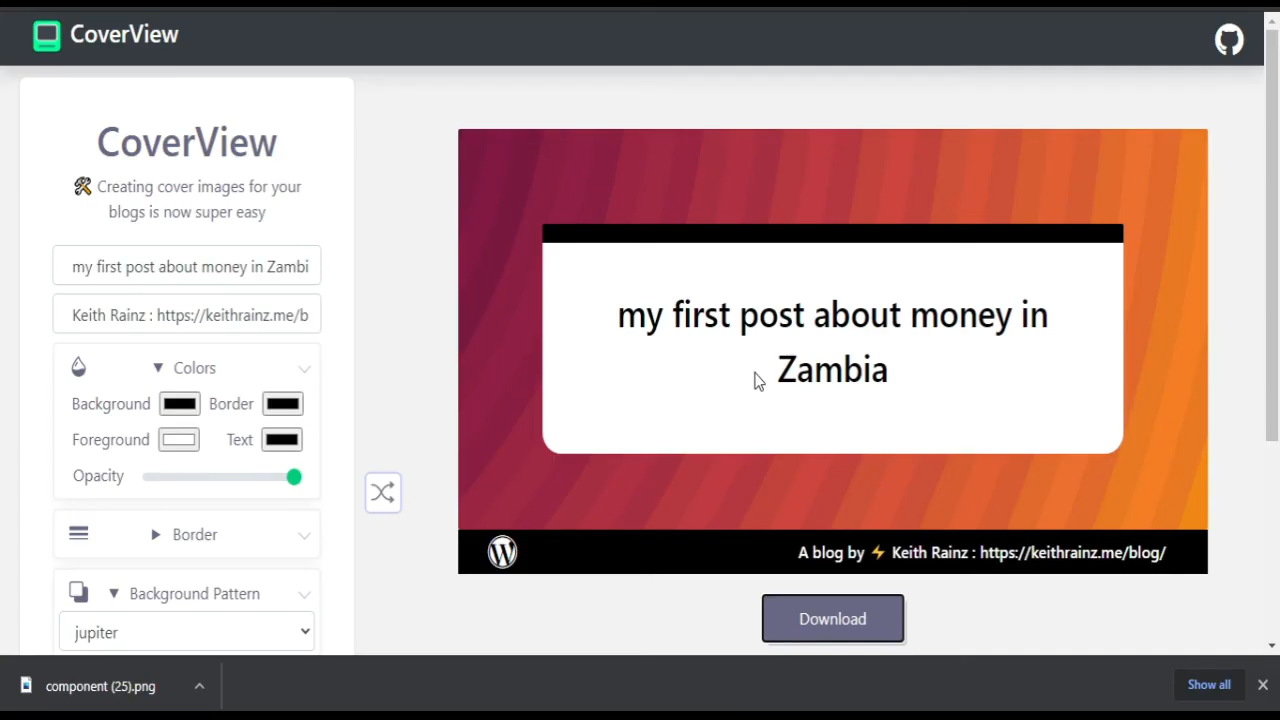 CoverView
CoverView
🛠 Creating cover images for your
blogs is now super easy
my first post about money in Zambi
Keith Rainz : https://keithrainz.me/b
▼ Colors
Background
Border
Foreground
Text
Opacity
▶ Border
▼ Background Pattern
jupiter
my first post about money in
Zambia
A blog by ⚡ Keith Rainz : https://keithrainz.me/blog/
Download
component (25).png
Show all